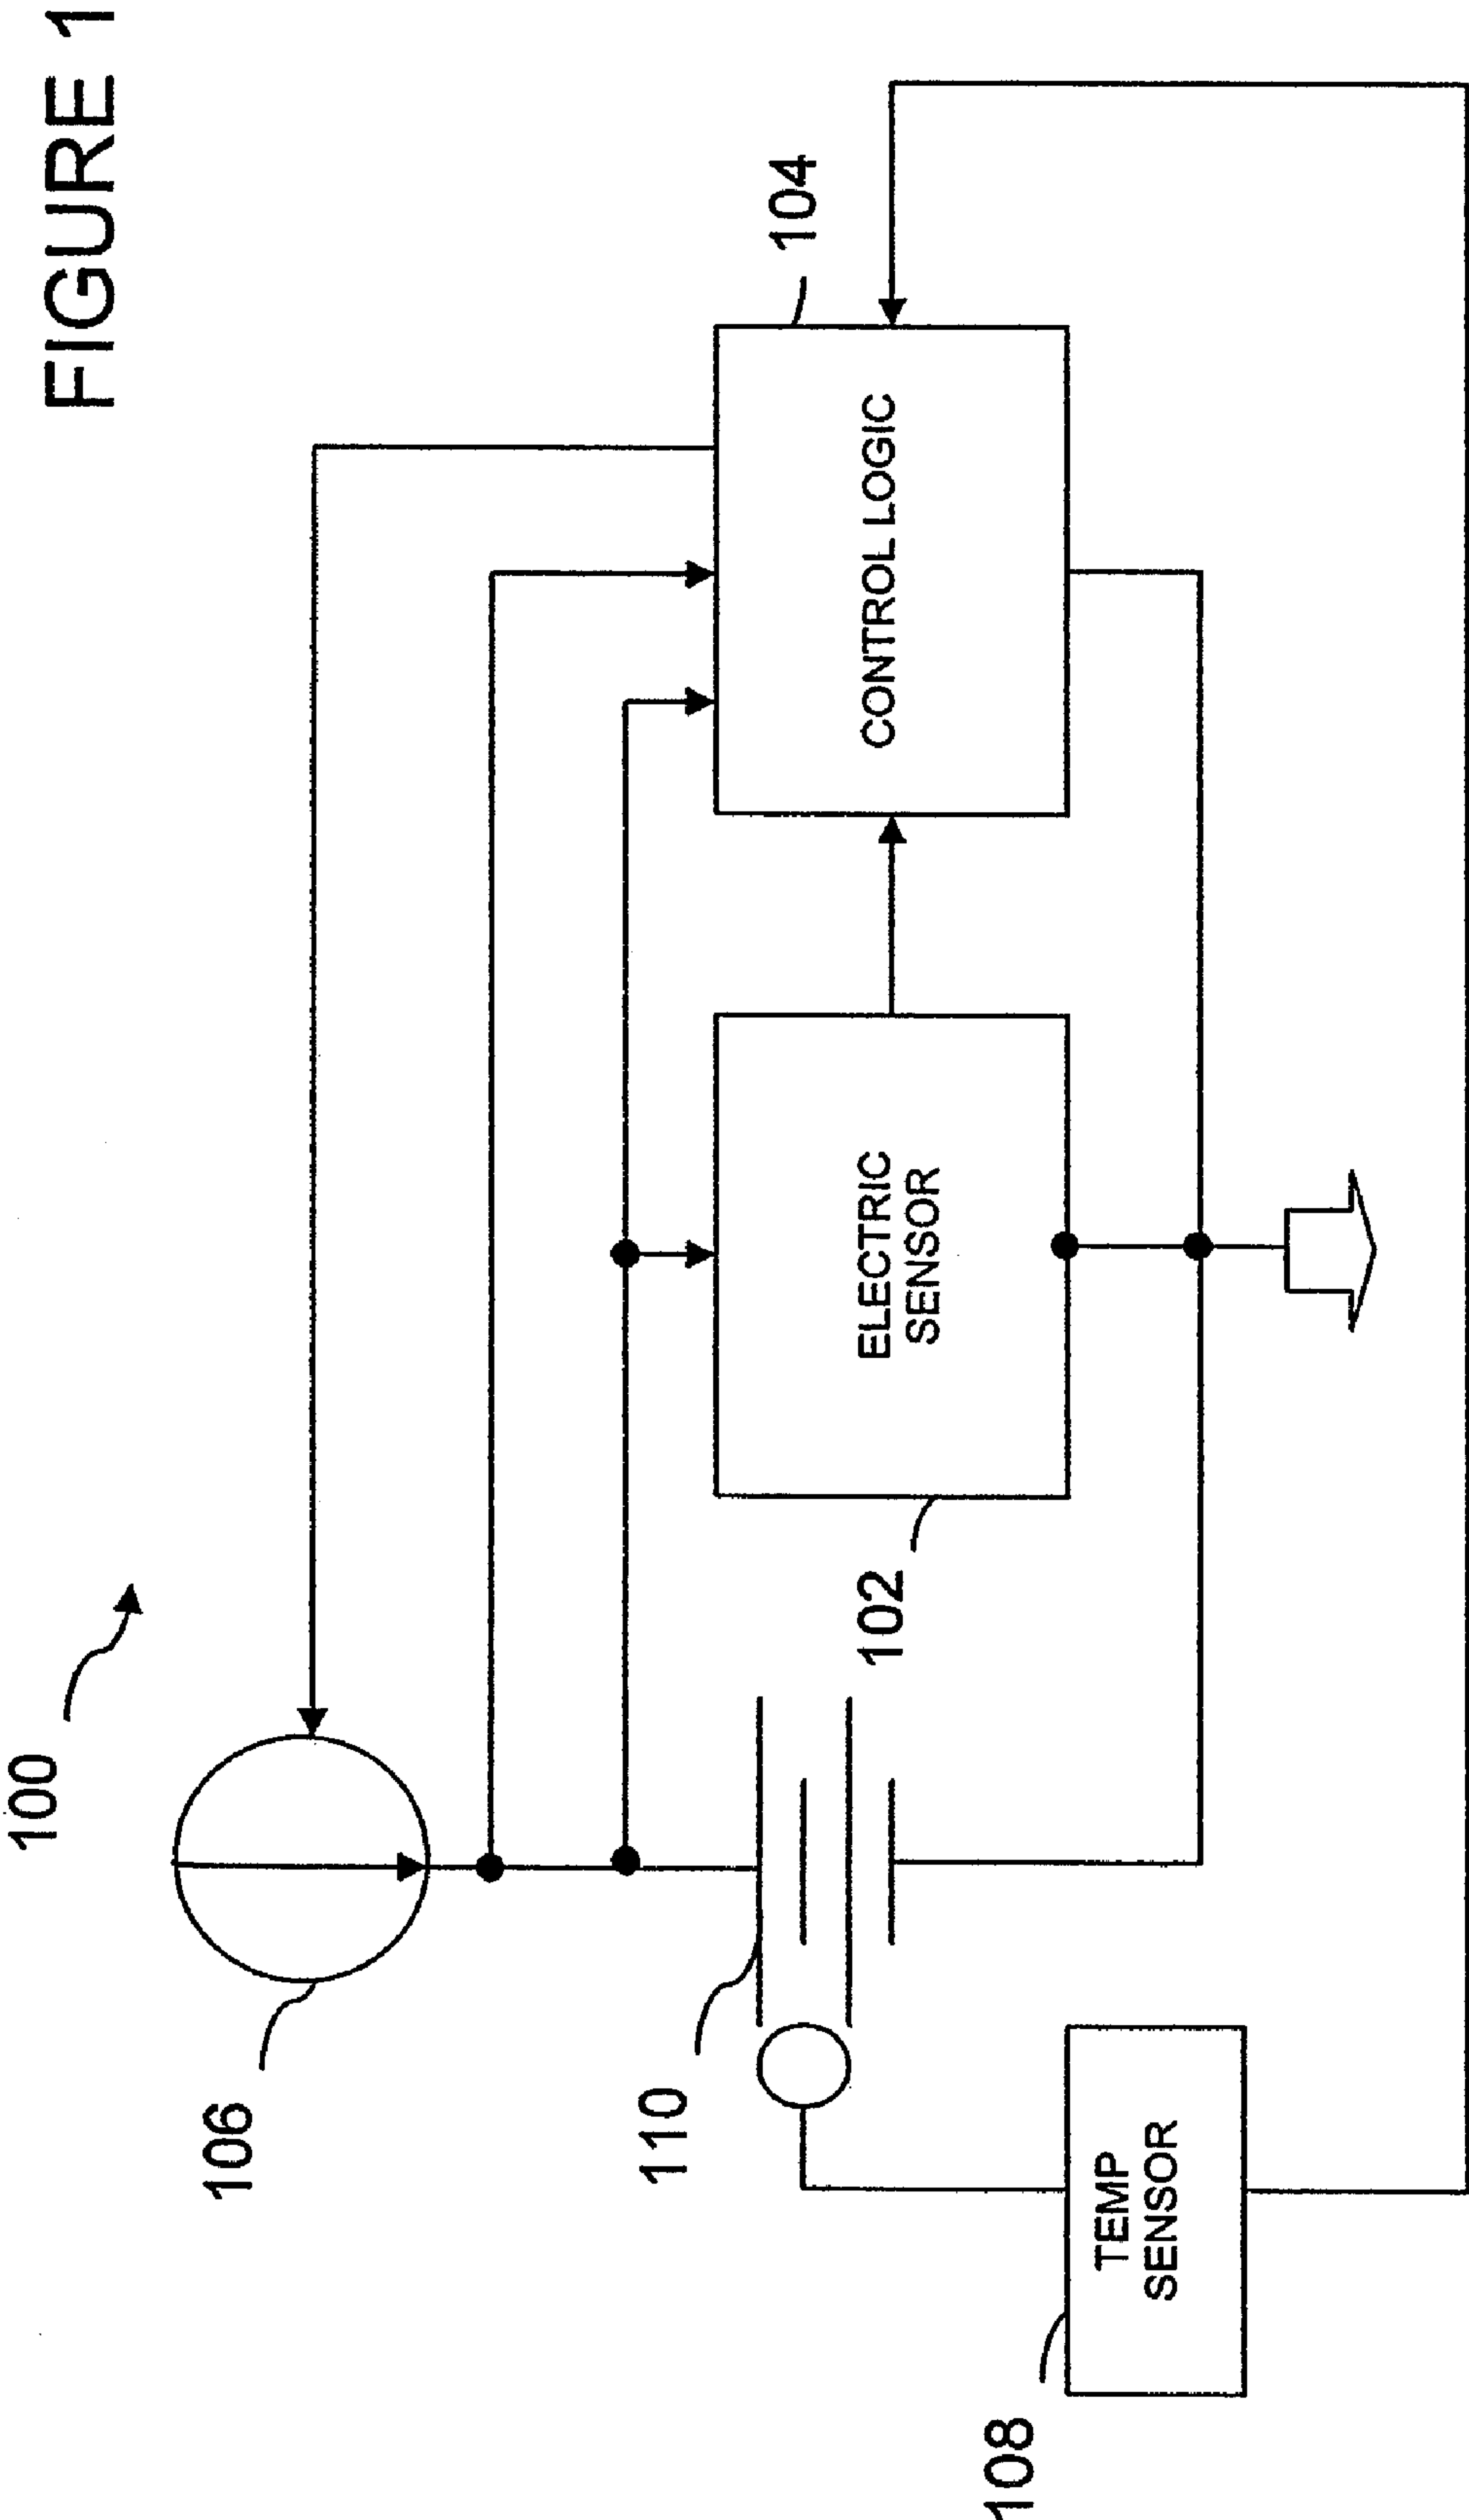 FIGURE 1
100
106
110
104
CONTROL LOGIC
ELECTRIC
SENSOR
102
TEMP
SENSOR
108